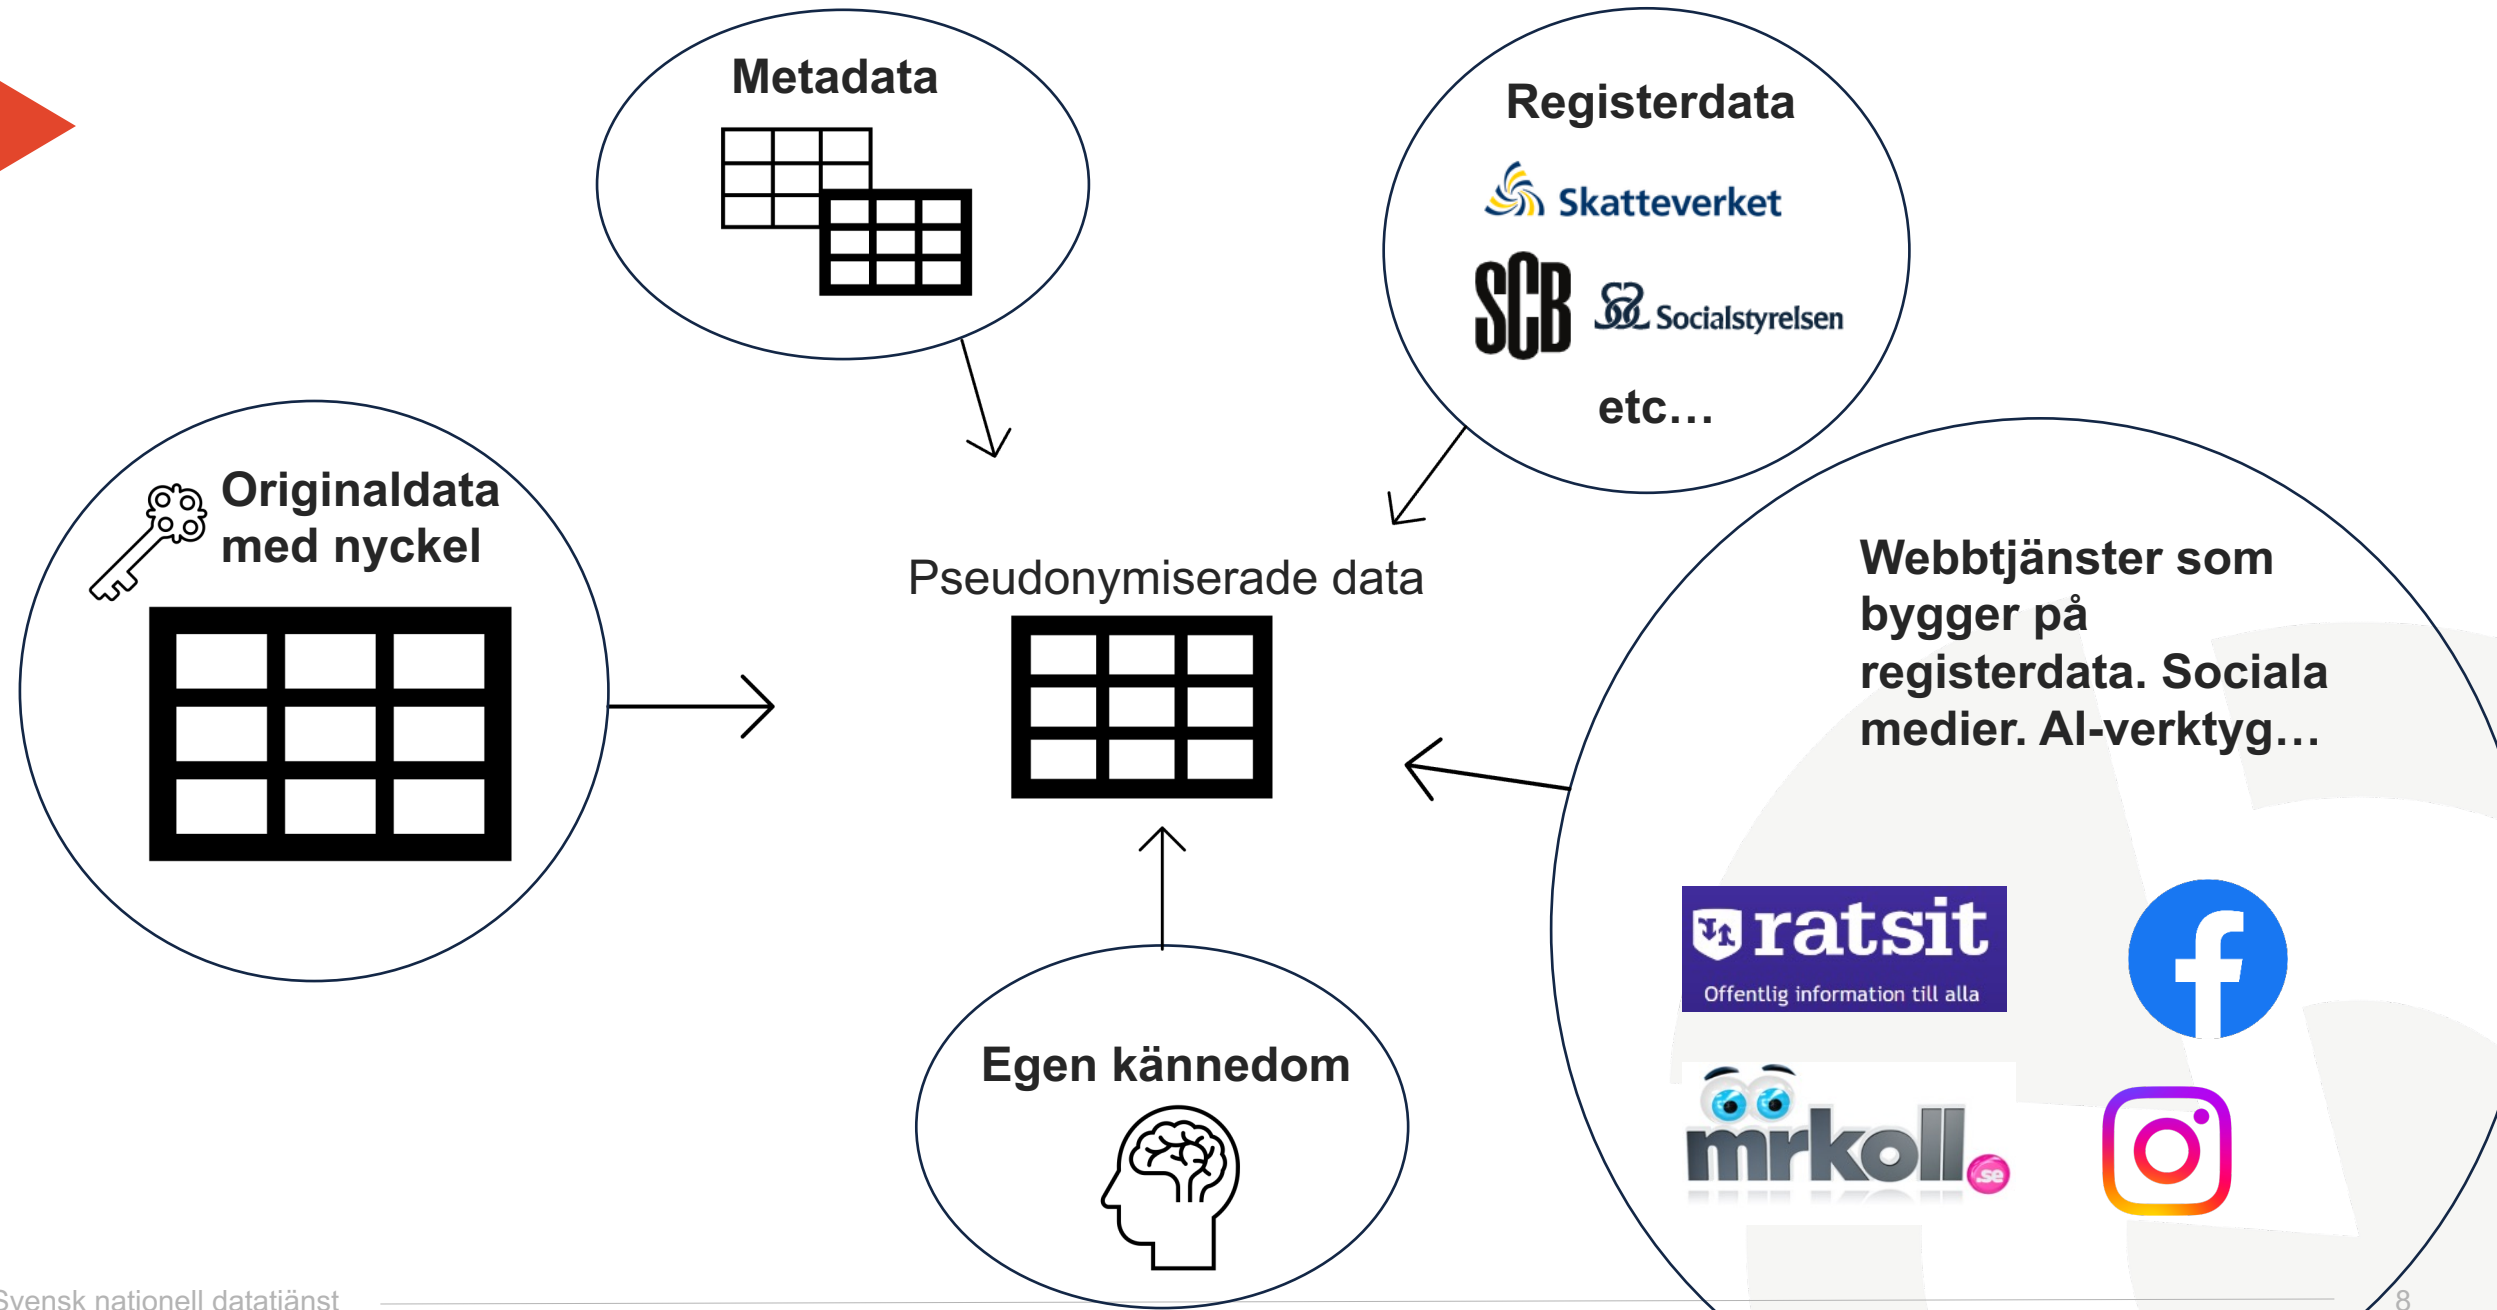 Metadata
Registerdata
Skatteverket
SCB
Socialstyrelsen
etc...
Originaldata
med nyckel
Pseudonymiserade data
Webbtjänster som
bygger på
registerdata. Sociala
medier. AI-verktyg...
ratsit
Offentlig information till alla
mrkoll.se
Egen kännedom
Svensk nationell datatjänst
8